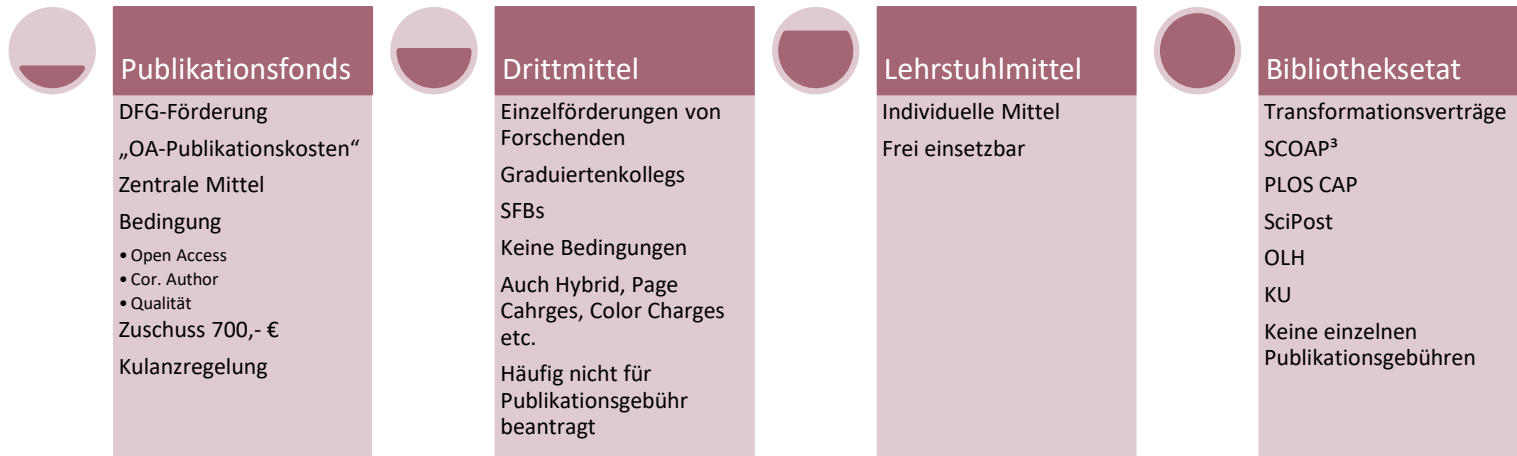 Publikationsfonds
DFG-Förderung
„OA-Publikationskosten“
Zentrale Mittel
Bedingung
• Open Access
• Cor. Author
• Qualität
Zuschuss 700,- €
Kulanzregelung
Drittmittel
Einzelförderungen von
Forschenden
Graduiertenkollegs
SFBs
Keine Bedingungen
Auch Hybrid, Page
Cahrges, Color Charges
etc.
Häufig nicht für
Publikationsgebühr
beantragt
Lehrstuhlmittel
Individuelle Mittel
Frei einsetzbar
Bibliotheksetat
Transformationsverträge
SCOAP³
PLOS CAP
SciPost
OLH
KU
Keine einzelnen
Publikationsgebühren